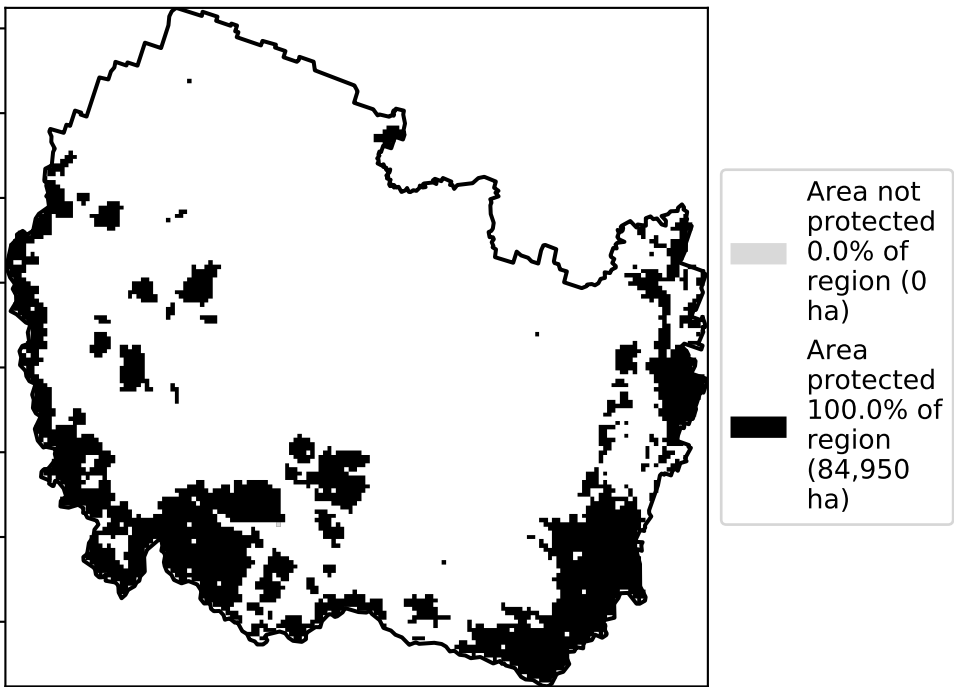 Area not
protected
0.0% of
region (0
ha)
Area
protected
100.0% of
region
(84,950
ha)